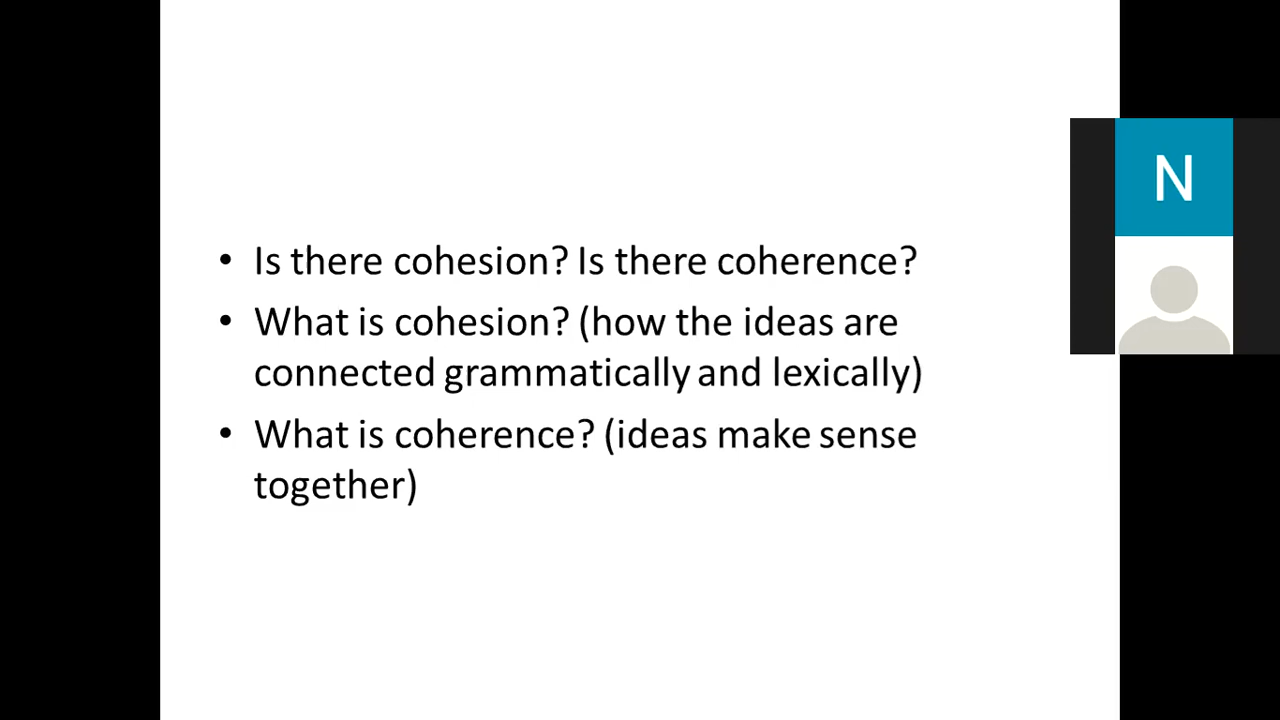 • Is there cohesion? Is there coherence?
• What is cohesion? (how the ideas are
connected grammatically and lexically)
• What is coherence? (ideas make sense
together)
N